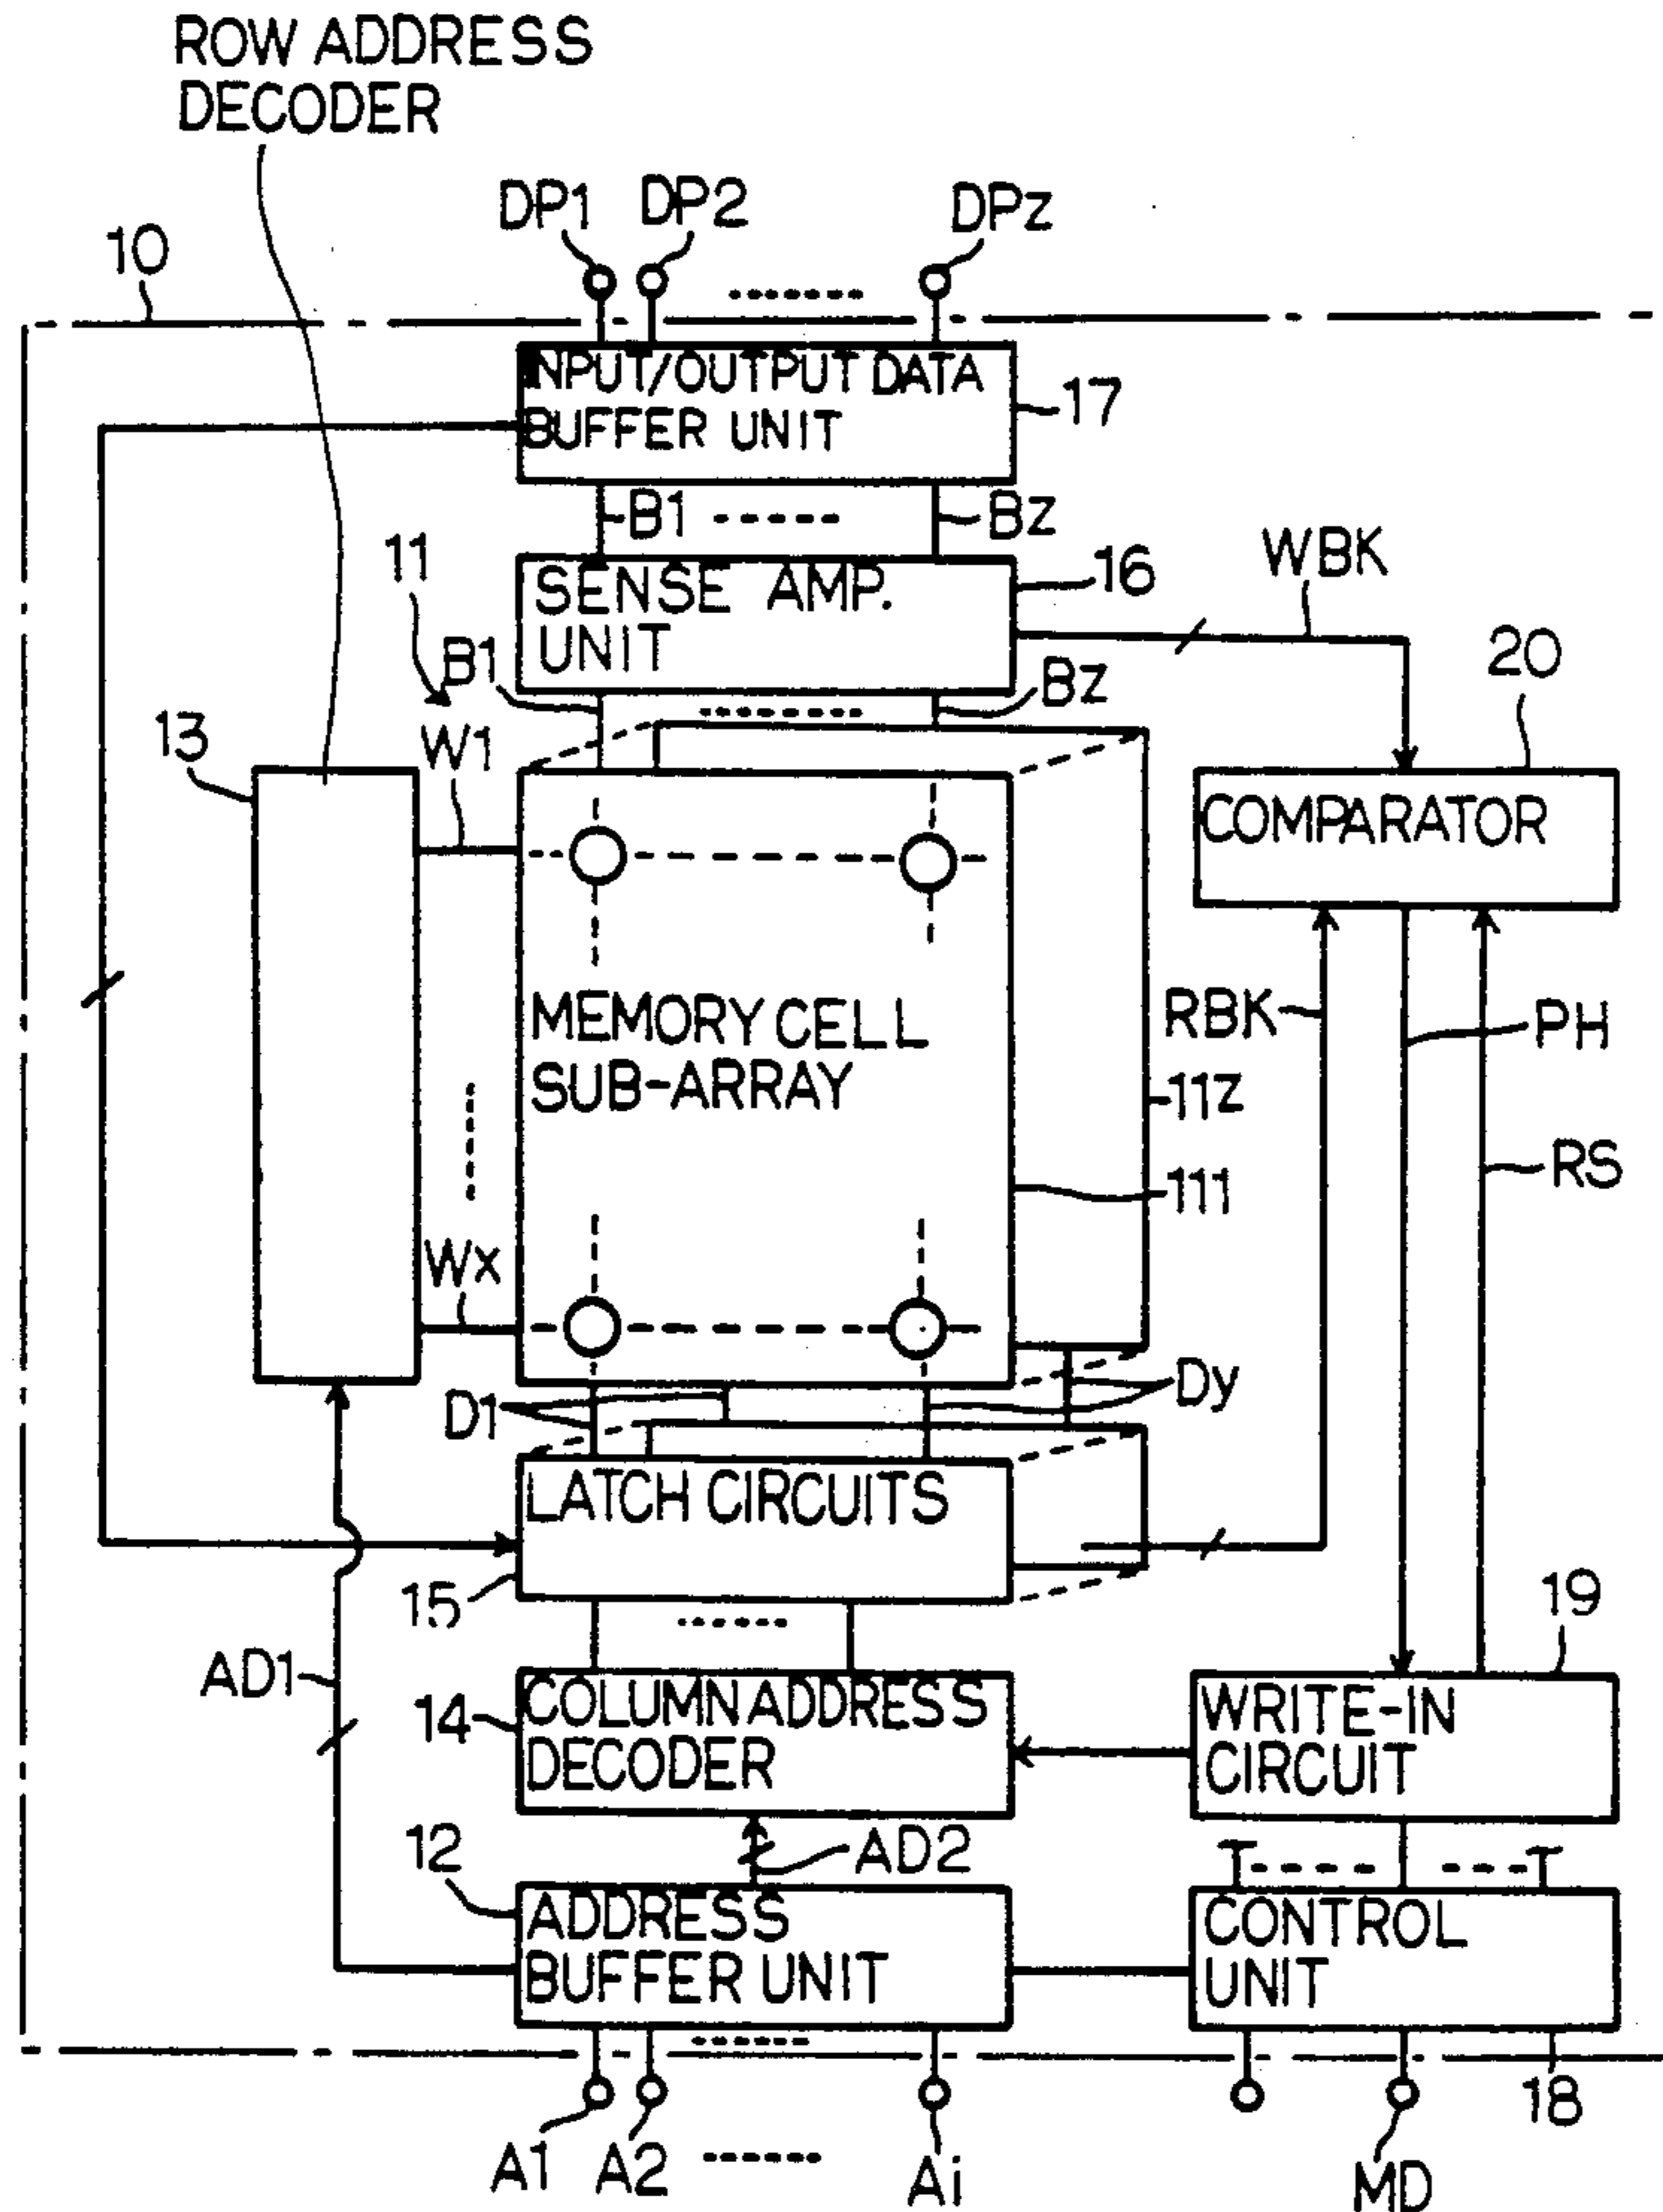 ROW ADDRESS
DECODER
DP1 DP2 DPz
10
INPUT/OUTPUT DATA
BUFFER UNIT
17
B1 Bz
WBK
11
SENSE AMP.
UNIT
16
20
B1 Bz
13
W1
COMPARATOR
MEMORY CELL
SUB-ARRAY
RBK
PH
11Z
RS
111
Wx
D1
Dy
LATCH CIRCUITS
15
19
AD1
14
COLUMN ADDRESS
DECODER
WRITE-IN
CIRCUIT
12
AD2
ADDRESS
BUFFER UNIT
CONTROL
UNIT
18
A1 A2 Ai
MD